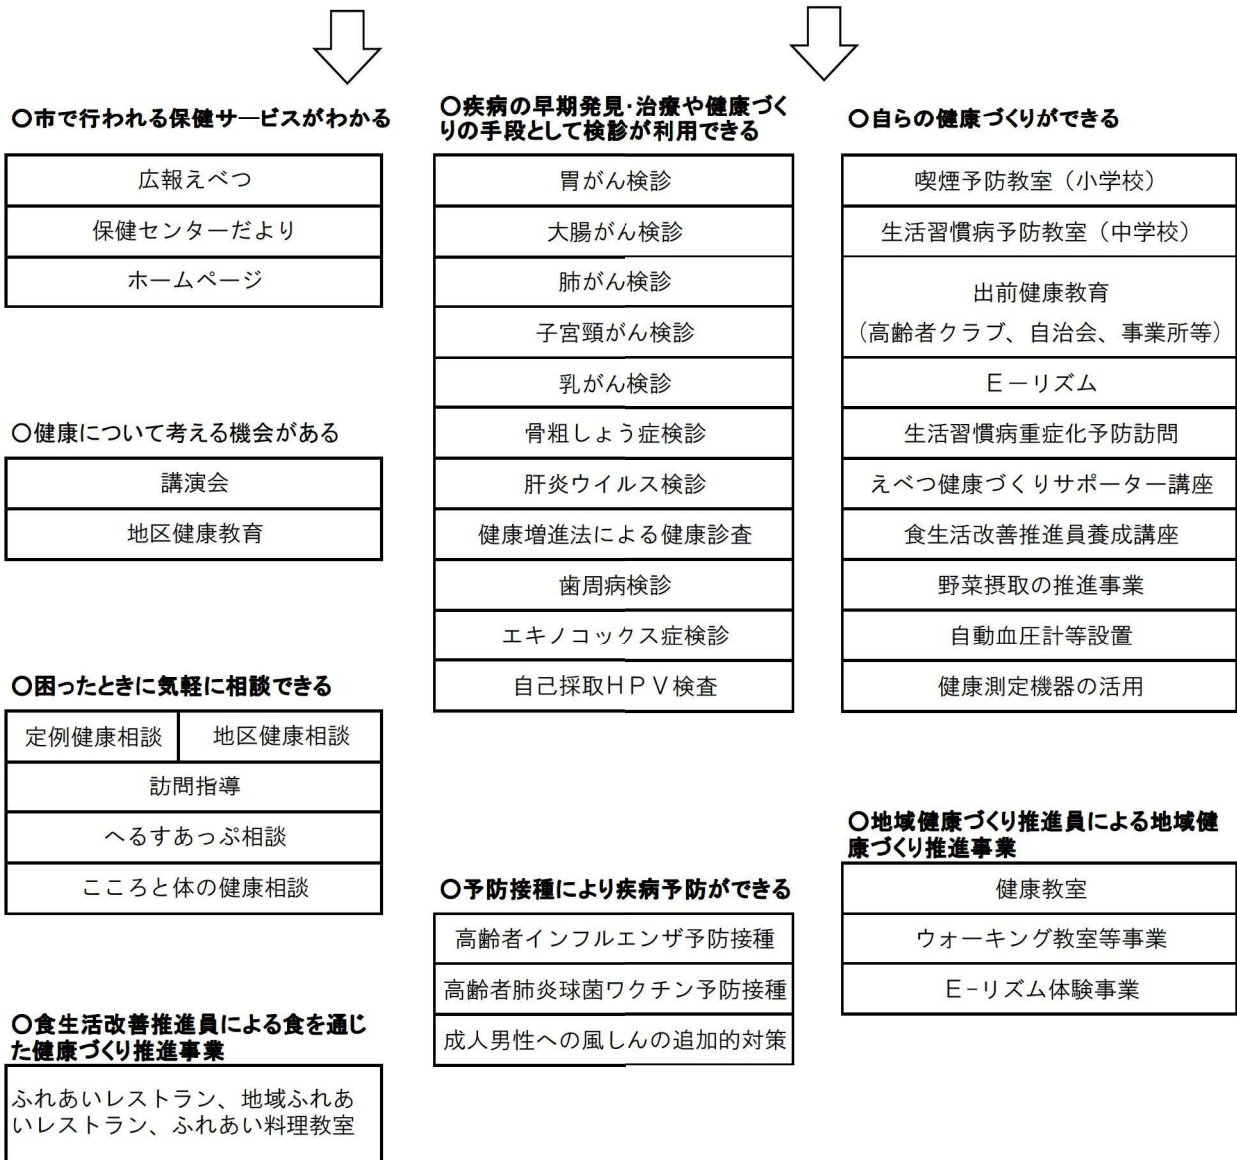 ○市で行われる保健サービスがわかる
広報えべつ
保健センターだより
ホームページ
○健康について考える機会がある
講演会
地区健康教育
○困ったときに気軽に相談できる
定例健康相談
地区健康相談
訪問指導
へるすあっぷ相談
こころと体の健康相談
○食生活改善推進員による食を通じ
た健康づくり推進事業
ふれあいレストラン、地域ふれあ
いレストラン、ふれあい料理教室
○疾病の早期発見・治療や健康づく
りの手段として検診が利用できる
胃がん検診
大腸がん検診
肺がん検診
子宮頸がん検診
乳がん検診
骨粗しょう症検診
肝炎ウイルス検診
健康増進法による健康診査
歯周病検診
エキノコックス症検診
自己採取ＨＰＶ検査
○予防接種により疾病予防ができる
高齢者インフルエンザ予防接種
高齢者肺炎球菌ワクチン予防接種
成人男性への風しんの追加的対策
○自らの健康づくりができる
喫煙予防教室（小学校）
生活習慣病予防教室（中学校）
出前健康教育
（高齢者クラブ、自治会、事業所等）
Ｅ－リズム
生活習慣病重症化予防訪問
えべつ健康づくりサポーター講座
食生活改善推進員養成講座
野菜摂取の推進事業
自動血圧計等設置
健康測定機器の活用
○地域健康づくり推進員による地域健
康づくり推進事業
健康教室
ウォーキング教室等事業
E-リズム体験事業